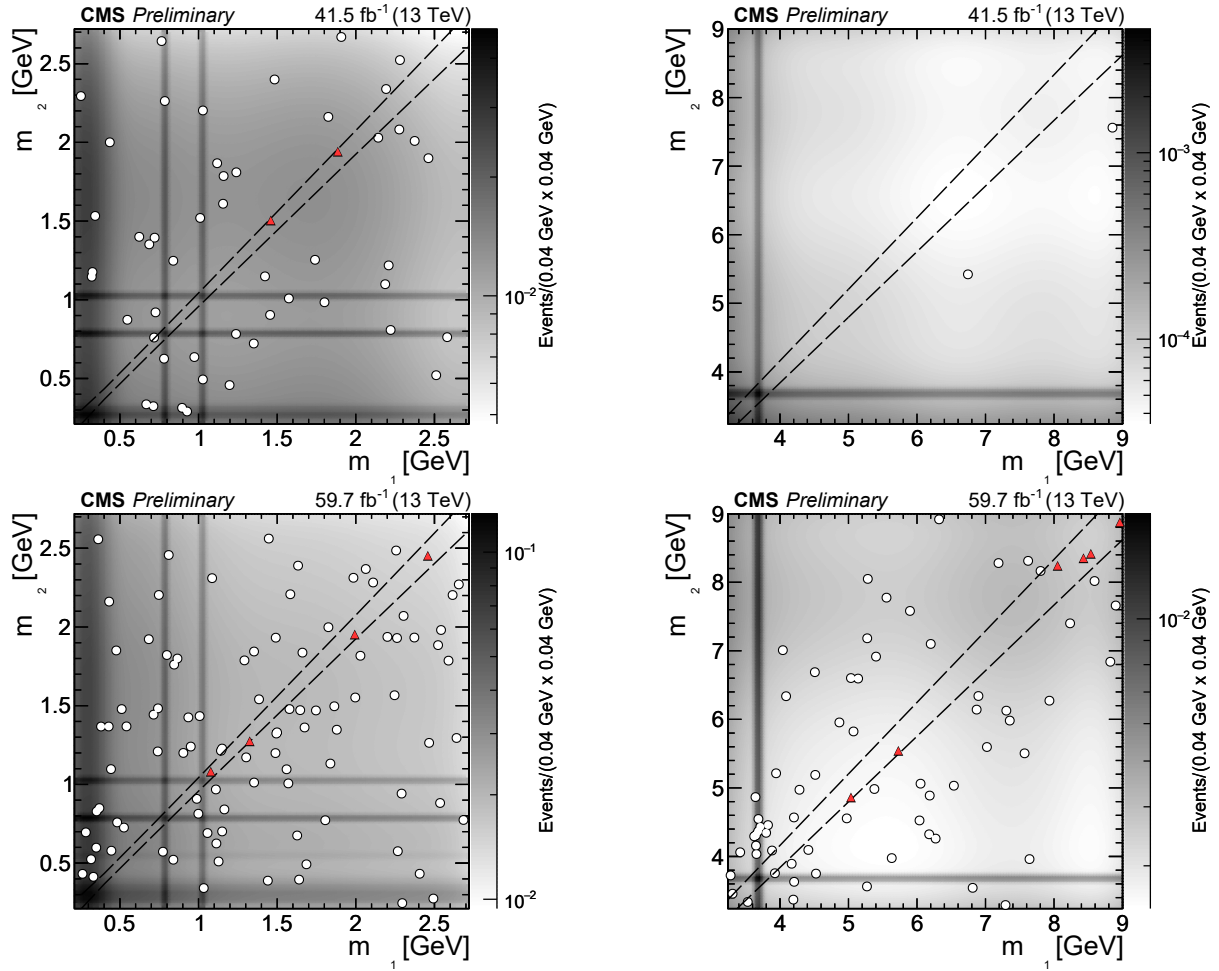 CMS Preliminary 41.5 fb⁻¹ (13 TeV)
m₂ [GeV]
2.5
2
1.5
1
0.5
0.5 1 1.5 2 2.5
m₁ [GeV]
10⁻²
Events/(0.04 GeV x 0.04 GeV)
CMS Preliminary 41.5 fb⁻¹ (13 TeV)
m₂ [GeV]
9
8
7
6
5
4
4 5 6 7 8 9
m₁ [GeV]
10⁻³
10⁻⁴
Events/(0.04 GeV x 0.04 GeV)
CMS Preliminary 59.7 fb⁻¹ (13 TeV)
m₂ [GeV]
2.5
2
1.5
1
0.5
0.5 1 1.5 2 2.5
m₁ [GeV]
10⁻¹
10⁻²
Events/(0.04 GeV x 0.04 GeV)
CMS Preliminary 59.7 fb⁻¹ (13 TeV)
m₂ [GeV]
9
8
7
6
5
4
4 5 6 7 8 9
m₁ [GeV]
10⁻²
Events/(0.04 GeV x 0.04 GeV)